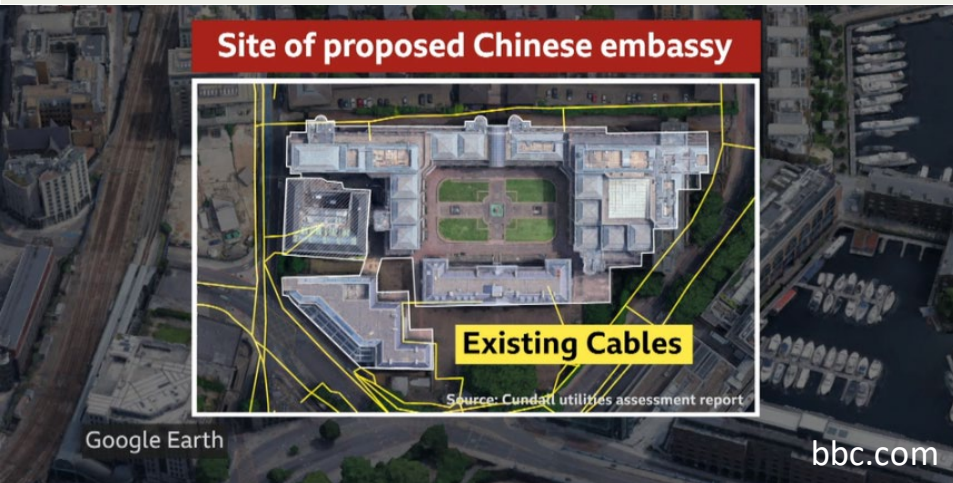 Site of proposed Chinese embassy
Existing Cables
Source: Cundall utilities assessment report
Google Earth
bbc.com